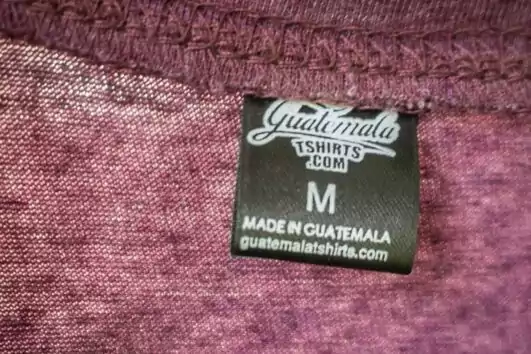 Guatemala
TSHIRTS
.COM
M
MADE IN GUATEMALA
guatemalatshirts.com